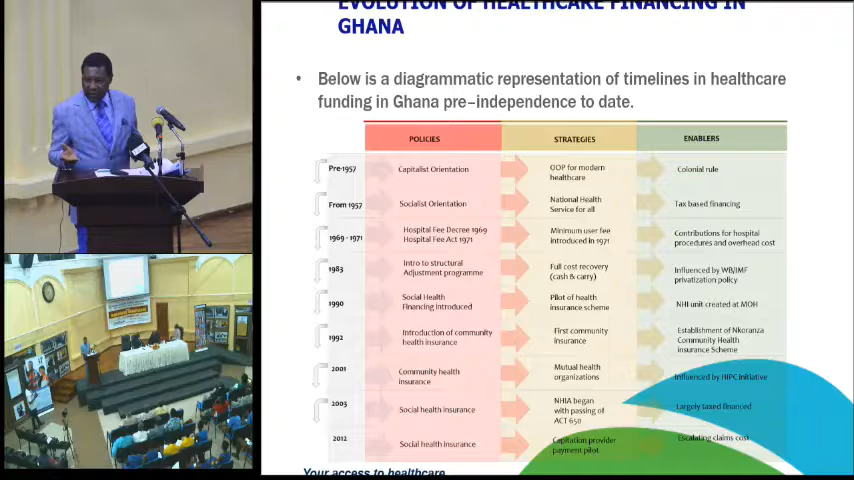 EVOLUTION OF HEALTHCARE FINANCING IN
GHANA
• Below is a diagrammatic representation of timelines in healthcare
funding in Ghana pre–independence to date.
POLICIES STRATEGIES ENABLERS
Pre-1957 Capitalist Orientation OOP for modern
healthcare Colonial rule
From 1957 Socialist Orientation National Health
Service for all Tax based financing
1969 - 1971 Hospital Fee Decree 1969
Hospital Fee Act 1971 Minimum user fee
introduced in 1971 Contributions for hospital
procedures and overhead cost
1983 Intro to structural
Adjustment programme Full cost recovery
(cash & carry) Influenced by WB/IMF
privatization policy
1990 Social Health
Financing introduced Pilot of health
insurance scheme NHI unit created at MOH
1992 Introduction of community
health insurance First community
insurance Establishment of Nkoranza
Community Health
insurance Scheme
2001 Community health
insurance Mutual health
organizations Influenced by HIPC initiative
2003 Social health insurance NHIA began
with passing of
ACT 650 Largely taxed financed
2012 Social health insurance Capitation provider
payment pilot Escalating claims cost
Your access to healthcare